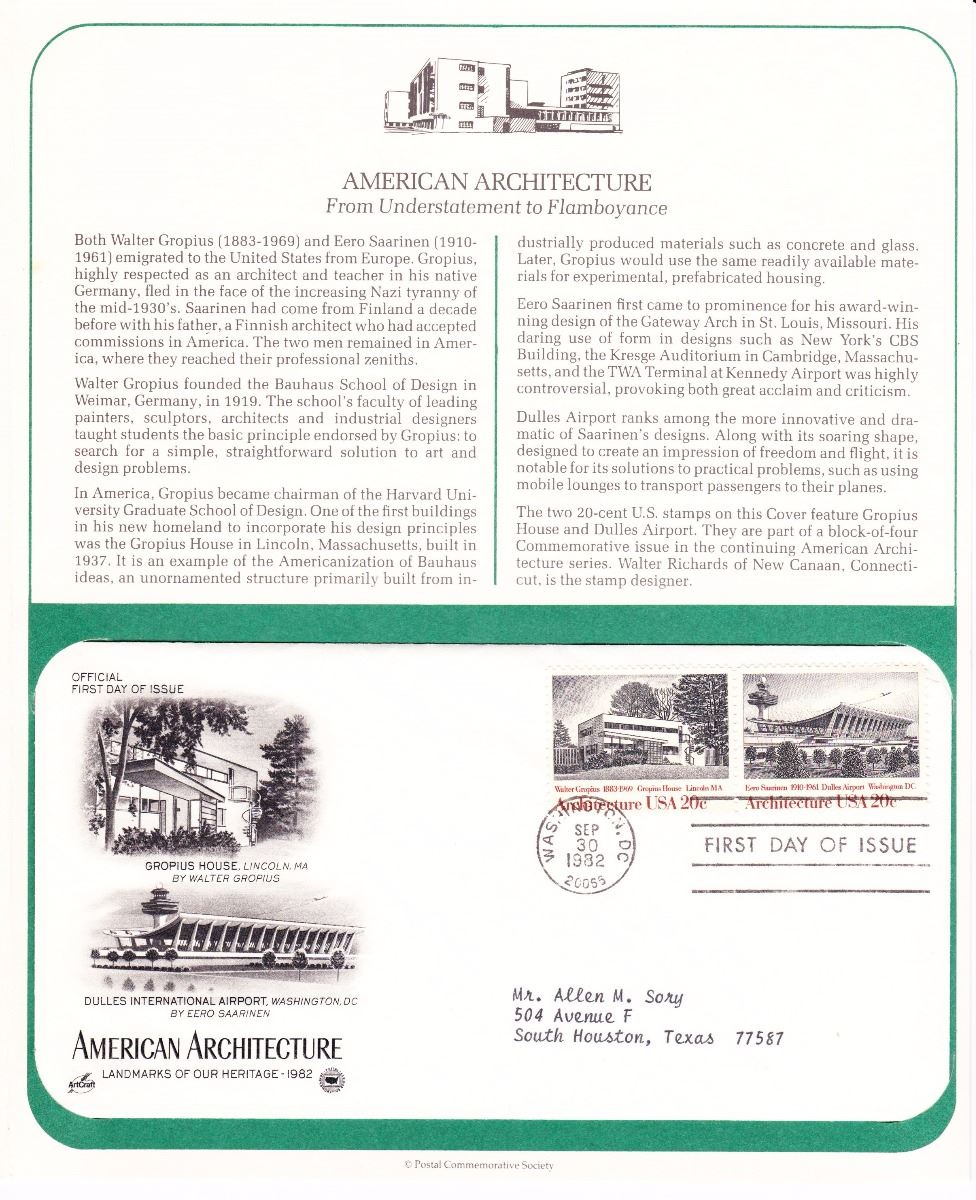 AMERICAN ARCHITECTURE
From Understatement to Flamboyance
Both Walter Gropius (1883-1969) and Eero Saarinen (1910-
1961) emigrated to the United States from Europe. Gropius,
highly respected as an architect and teacher in his native
Germany, fled in the face of the increasing Nazi tyranny of
the mid-1930's. Saarinen had come from Finland a decade
before with his father, a Finnish architect who had accepted
commissions in America. The two men remained in Amer-
ica, where they reached their professional zeniths.
Walter Gropius founded the Bauhaus School of Design in
Weimar, Germany, in 1919. The school's faculty of leading
painters, sculptors, architects and industrial designers
taught students the basic principle endorsed by Gropius: to
search for a simple, straightforward solution to art and
design problems.
In America, Gropius became chairman of the Harvard Uni-
versity Graduate School of Design. One of the first buildings
in his new homeland to incorporate his design principles
was the Gropius House in Lincoln, Massachusetts, built in
1937. It is an example of the Americanization of Bauhaus
ideas, an unornamented structure primarily built from in-
dustrially produced materials such as concrete and glass.
Later, Gropius would use the same readily available mate-
rials for experimental, prefabricated housing.
Eero Saarinen first came to prominence for his award-win-
ning design of the Gateway Arch in St. Louis, Missouri. His
daring use of form in designs such as New York's CBS
Building, the Kresge Auditorium in Cambridge, Massachu-
setts, and the TWA Terminal at Kennedy Airport was highly
controversial, provoking both great acclaim and criticism.
Dulles Airport ranks among the more innovative and dra-
matic of Saarinen's designs. Along with its soaring shape,
designed to create an impression of freedom and flight, it is
notable for its solutions to practical problems, such as using
mobile lounges to transport passengers to their planes.
The two 20-cent U.S. stamps on this Cover feature Gropius
House and Dulles Airport. They are part of a block-of-four
Commemorative issue in the continuing American Archi-
tecture series. Walter Richards of New Canaan, Connecti-
cut, is the stamp designer.
OFFICIAL
FIRST DAY OF ISSUE
GROPIUS HOUSE, LINCOLN, MA
BY WALTER GROPIUS
DULLES INTERNATIONAL AIRPORT, WASHINGTON, DC
BY EERO SAARINEN
AMERICAN ARCHITECTURE
LANDMARKS OF OUR HERITAGE - 1982
ArtCraft
Walter Gropius 1883-1969 Gropius House Lincoln MA
Architecture USA 20c
Eero Saarinen 1910-1961 Dulles Airport Washington DC
Architecture USA 20c
WASHINGTON, DC
SEP
30
1982
20066
FIRST DAY OF ISSUE
Mr. Allen M. Sory
504 Avenue F
South Houston, Texas 77587
© Postal Commemorative Society